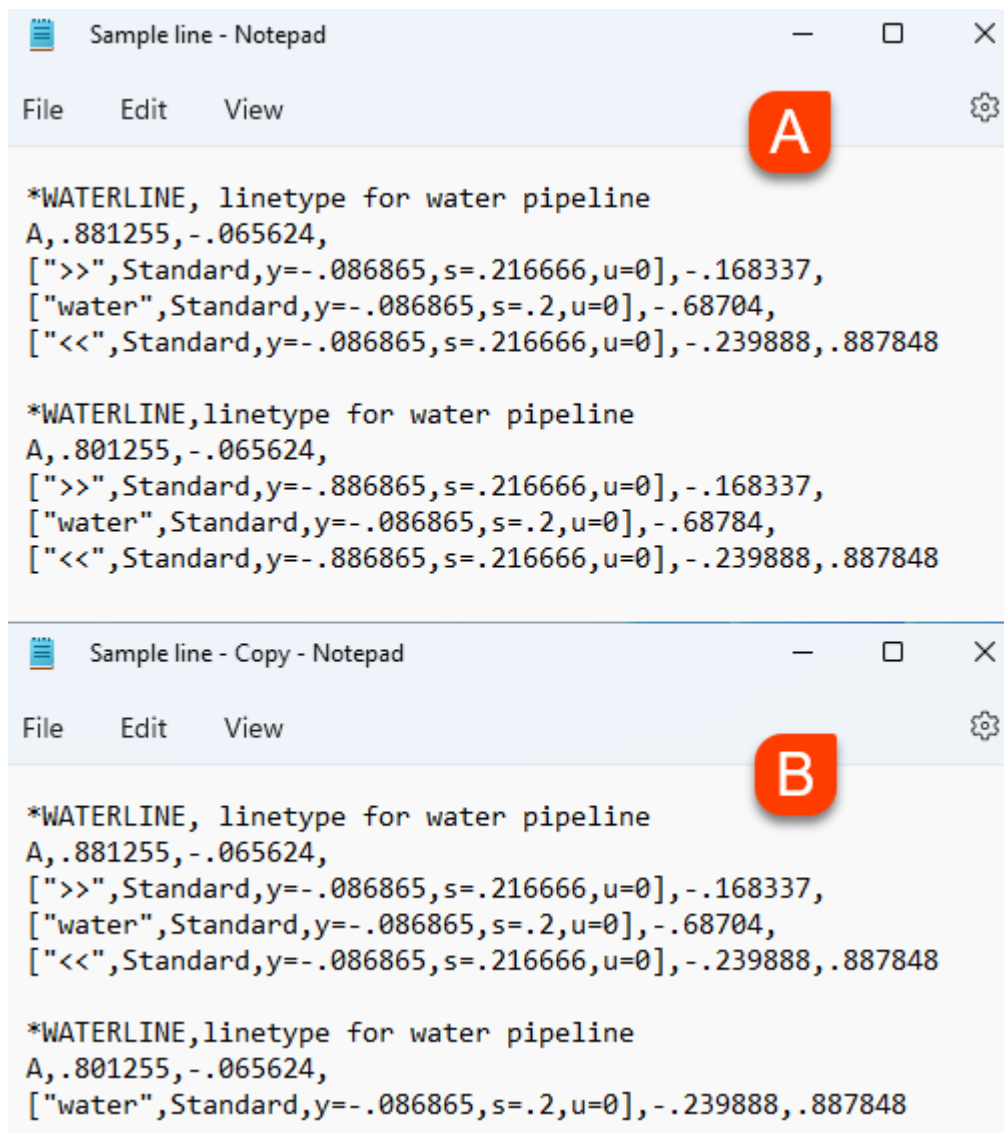 Sample line - Notepad
File Edit View
A
*WATERLINE, linetype for water pipeline
A,.881255,-.065624,
[">>",Standard,y=-.086865,s=.216666,u=0],-.168337,
["water",Standard,y=-.086865,s=.2,u=0],-.68704,
["<<",Standard,y=-.086865,s=.216666,u=0],-.239888,.887848
*WATERLINE,linetype for water pipeline
A,.801255,-.065624,
[">>",Standard,y=-.886865,s=.216666,u=0],-.168337,
["water",Standard,y=-.086865,s=.2,u=0],-.68784,
["<<",Standard,y=-.886865,s=.216666,u=0],-.239888,.887848
Sample line - Copy - Notepad
File Edit View
B
*WATERLINE, linetype for water pipeline
A,.881255,-.065624,
[">>",Standard,y=-.086865,s=.216666,u=0],-.168337,
["water",Standard,y=-.086865,s=.2,u=0],-.68704,
["<<",Standard,y=-.086865,s=.216666,u=0],-.239888,.887848
*WATERLINE,linetype for water pipeline
A,.801255,-.065624,
["water",Standard,y=-.086865,s=.2,u=0],-.239888,.887848